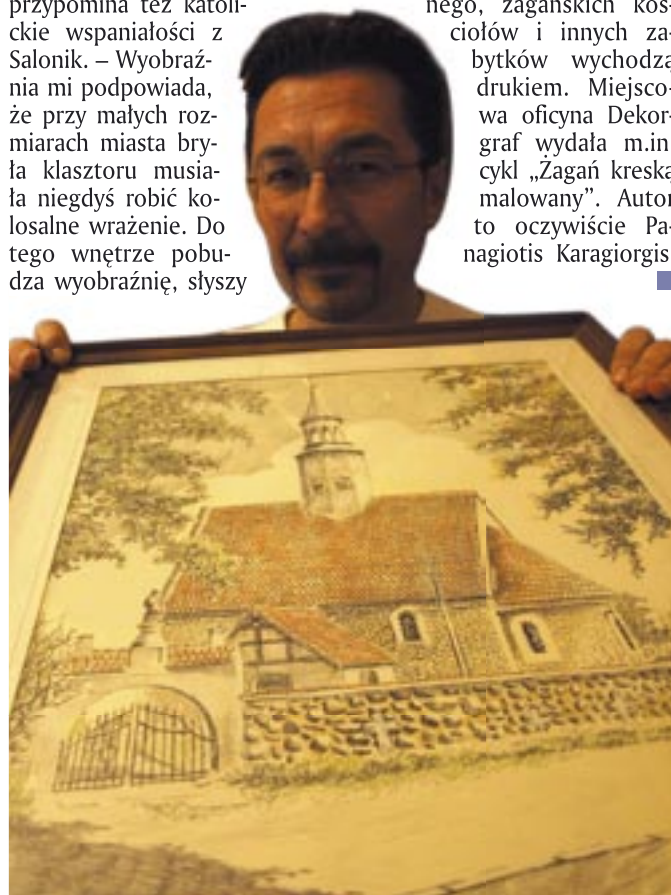 przypomina też katoli-
ckie wspaniałości z
Salonik. – Wyobraź-
nia mi podpowiada,
że przy małych roz-
miarach miasta bry-
ła klasztoru musia-
ła niegdyś robić ko-
losalne wrażenie. Do
tego wnętrze pobu-
dza wyobraźnię, słyszy
nego, żagańskich koś-
ciołów i innych za-
bytków wychodzą
drukiem. Miejsco-
wa oficyna Dekor-
graf wydała m.in.
cykl „Żagań kreską
malowany”. Autor
to oczywiście Pa-
nagiotis Karagiorgis